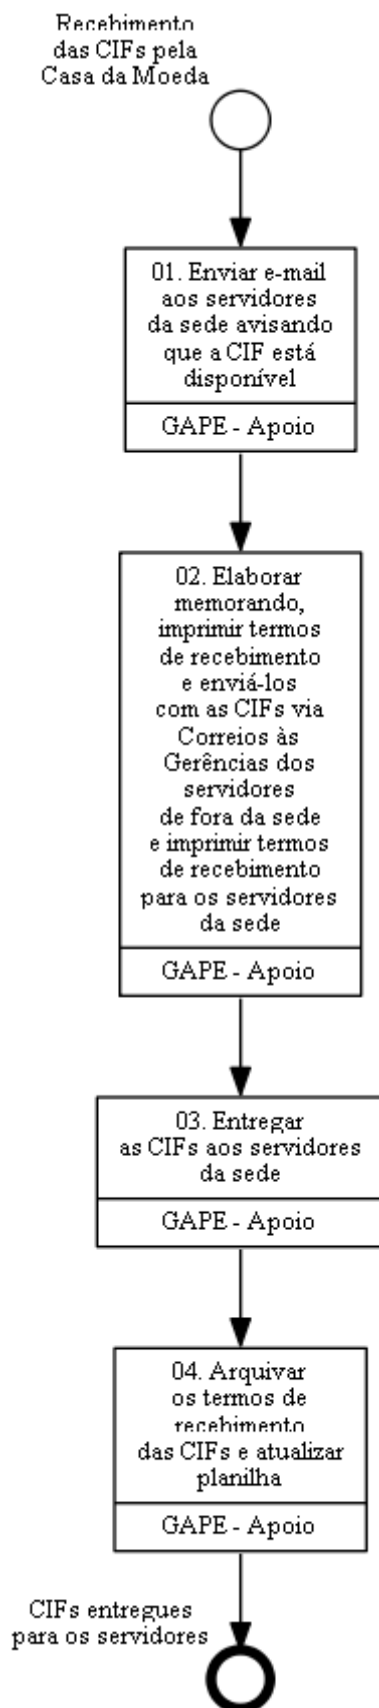 Recebimento
das CIFs pela
Casa da Moeda
01. Enviar e-mail
aos servidores
da sede avisando
que a CIF está
disponível
GAPE - Apoio
02. Elaborar
memorando,
imprimir termos
de recebimento
e enviá-los
com as CIFs via
Correios às
Gerências dos
servidores
de fora da sede
e imprimir termos
de recebimento
para os servidores
da sede
GAPE - Apoio
03. Entregar
as CIFs aos servidores
da sede
GAPE - Apoio
04. Arquivar
os termos de
recebimento
das CIFs e atualizar
planilha
GAPE - Apoio
CIFs entregues
para os servidores